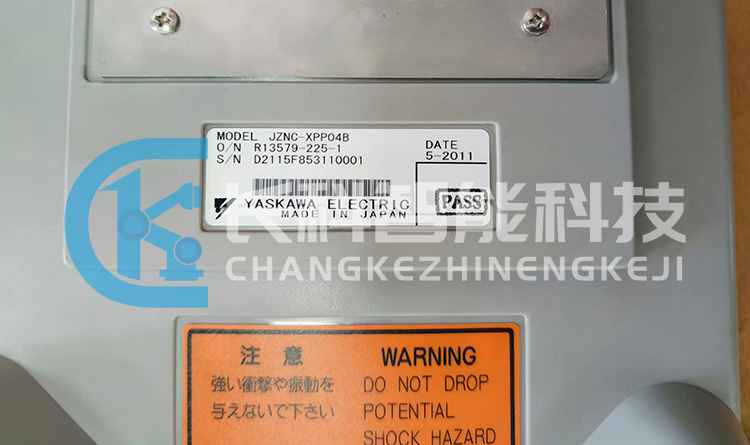 MODEL JZNC-XPP04B
O/N R13579-225-1
S/N D2115F853110001
DATE
5-2011
YASKAWA ELECTRIC
MADE IN JAPAN
PASS
长科智能科技
CHANGKEZHINENGKEJI
注意
強い衝撃や振動を
与えないで下さい
WARNING
DO NOT DROP
POTENTIAL
SHOCK HAZARD